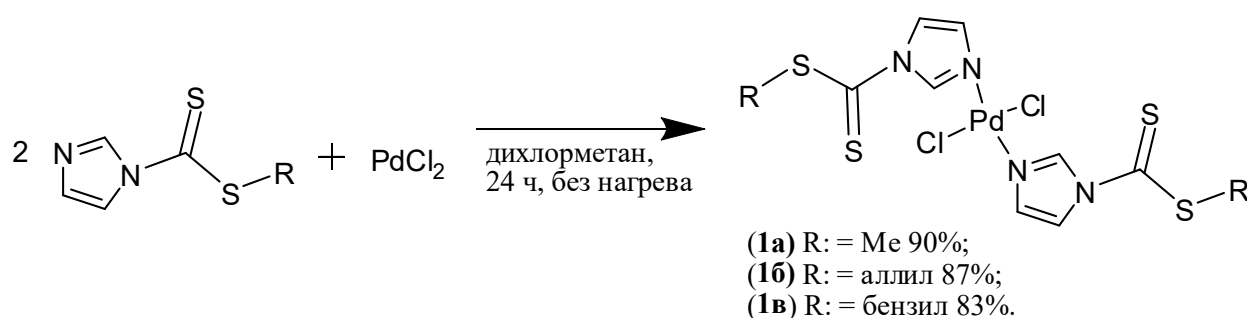 2 N N S S R + PdCl2
дихлорметан,
24 ч, без нагрева
R S S N N Pd Cl Cl N N S S R
(1а) R: = Me 90%;
(1б) R: = аллил 87%;
(1в) R: = бензил 83%.